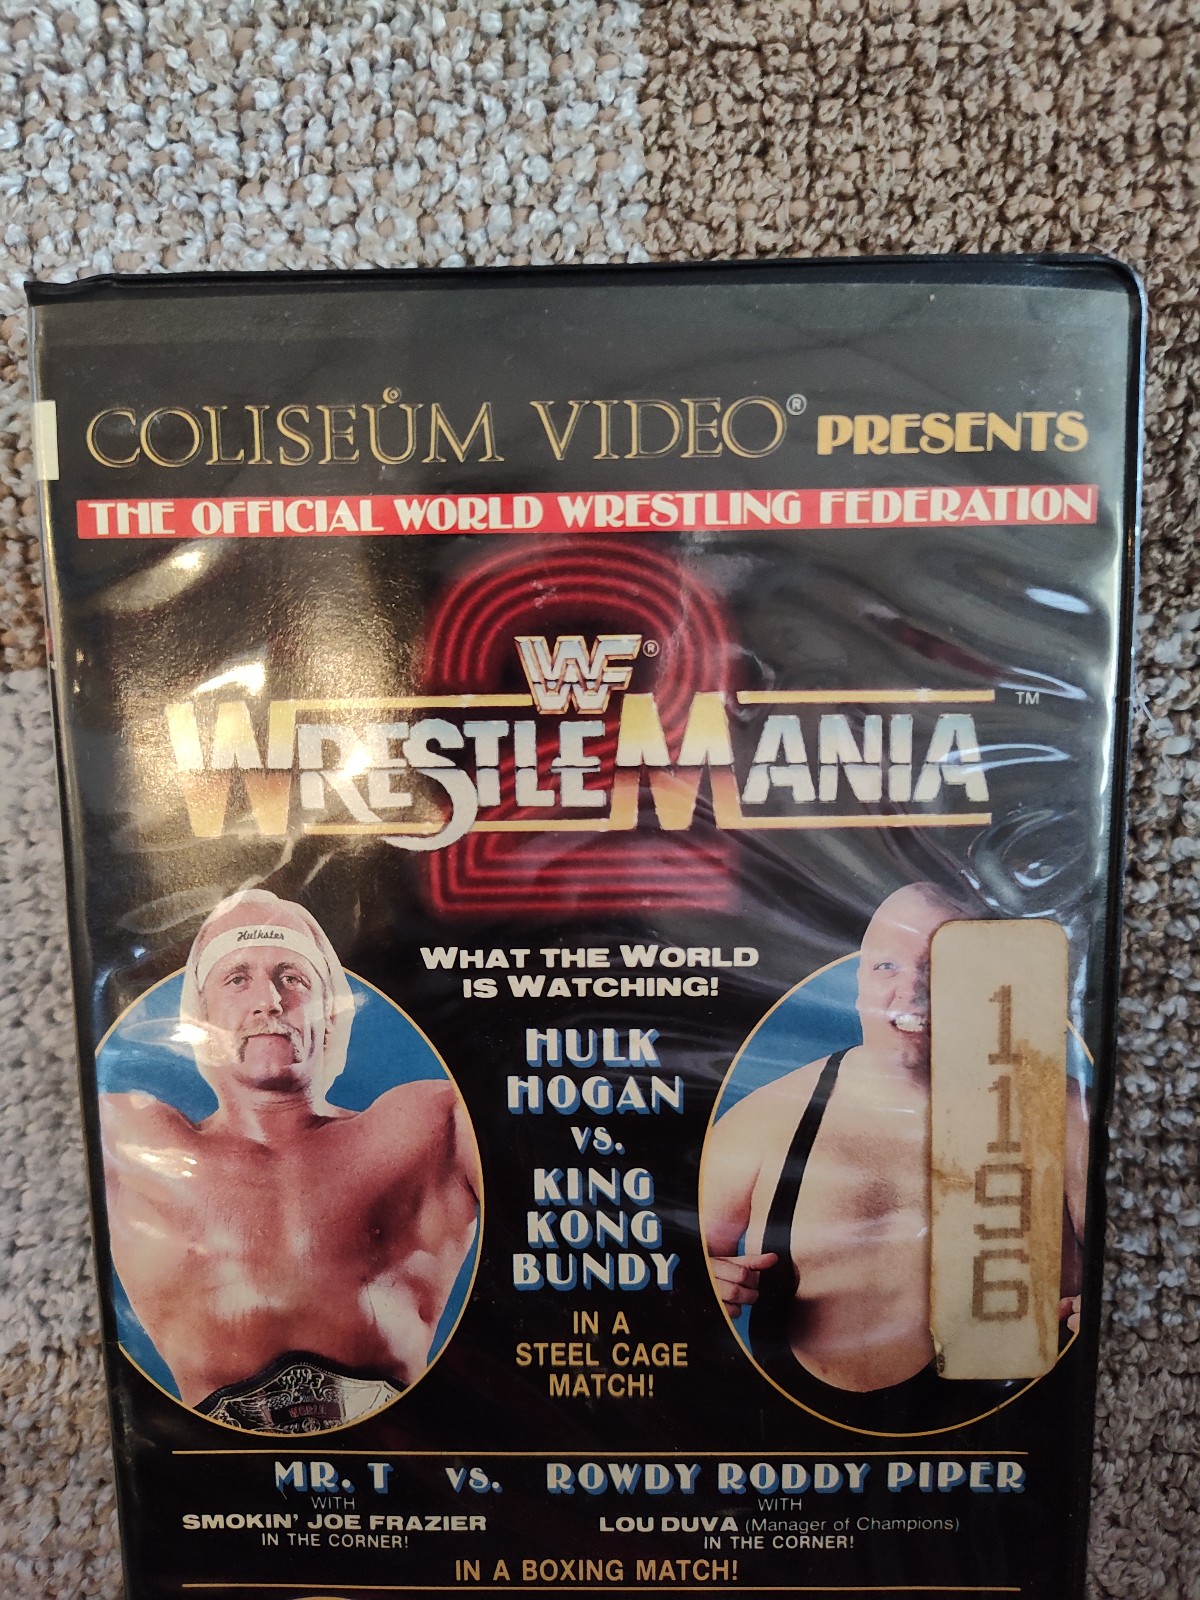 COLISEŮM VIDEO® PRESENTS
THE OFFICIAL WORLD WRESTLING FEDERATION
2
WF®
WRESTLEMANIA™
Hulkster
WHAT THE WORLD
IS WATCHING!
HULK
HOGAN
VS.
KING
KONG
BUNDY
IN A
STEEL CAGE
MATCH!
1196
MR. T VS. ROWDY RODDY PIPER
WITH WITH
SMOKIN' JOE FRAZIER LOU DUVA (Manager of Champions)
IN THE CORNER! IN THE CORNER!
IN A BOXING MATCH!